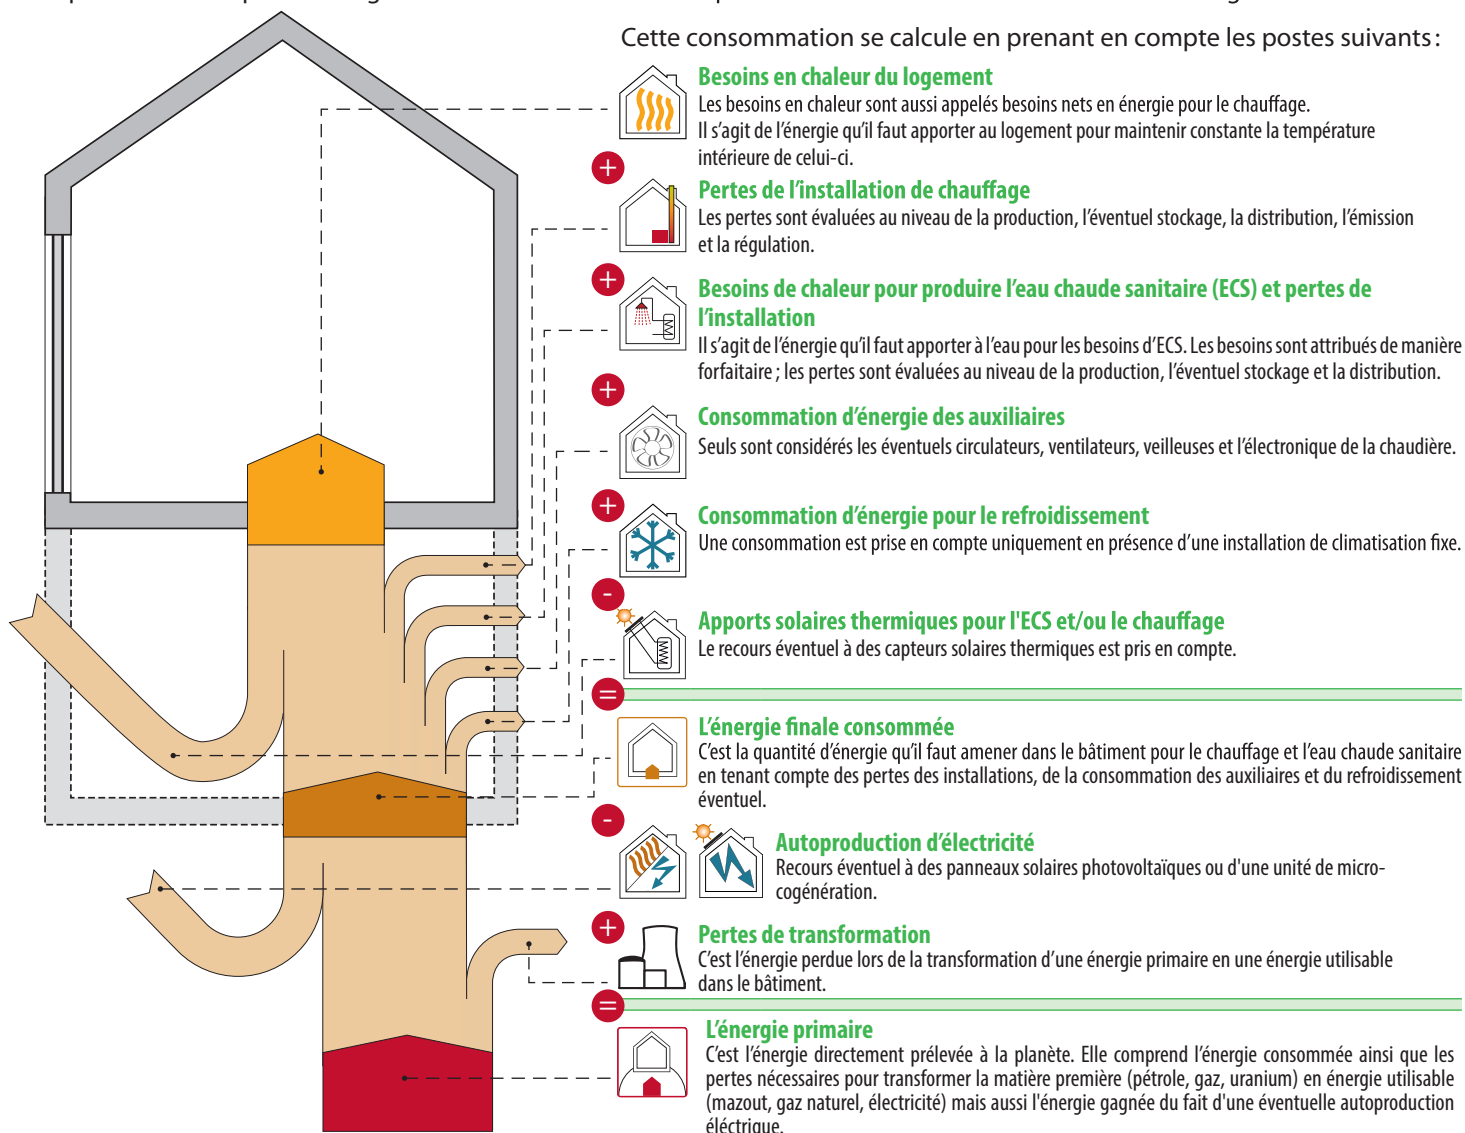 Cette consommation se calcule en prenant en compte les postes suivants :
Besoins en chaleur du logement
Les besoins en chaleur sont aussi appelés besoins nets en énergie pour le chauffage.
Il s’agit de l’énergie qu’il faut apporter au logement pour maintenir constante la température
intérieure de celui-ci.
+
Pertes de l’installation de chauffage
Les pertes sont évaluées au niveau de la production, l’éventuel stockage, la distribution, l’émission
et la régulation.
+
Besoins de chaleur pour produire l’eau chaude sanitaire (ECS) et pertes de
l’installation
Il s’agit de l’énergie qu’il faut apporter à l’eau pour les besoins d’ECS. Les besoins sont attribués de manière
forfaitaire ; les pertes sont évaluées au niveau de la production, l’éventuel stockage et la distribution.
+
Consommation d’énergie des auxiliaires
Seuls sont considérés les éventuels circulateurs, ventilateurs, veilleuses et l’électronique de la chaudière.
+
Consommation d’énergie pour le refroidissement
Une consommation est prise en compte uniquement en présence d’une installation de climatisation fixe.
-
Apports solaires thermiques pour l'ECS et/ou le chauffage
Le recours éventuel à des capteurs solaires thermiques est pris en compte.
=
L’énergie finale consommée
C’est la quantité d’énergie qu’il faut amener dans le bâtiment pour le chauffage et l’eau chaude sanitaire
en tenant compte des pertes des installations, de la consommation des auxiliaires et du refroidissement
éventuel.
-
Autoproduction d’électricité
Recours éventuel à des panneaux solaires photovoltaïques ou d'une unité de micro-
cogénération.
+
Pertes de transformation
C’est l’énergie perdue lors de la transformation d’une énergie primaire en une énergie utilisable
dans le bâtiment.
=
L’énergie primaire
C’est l’énergie directement prélevée à la planète. Elle comprend l’énergie consommée ainsi que les
pertes nécessaires pour transformer la matière première (pétrole, gaz, uranium) en énergie utilisable
(mazout, gaz naturel, électricité) mais aussi l'énergie gagnée du fait d'une éventuelle autoproduction
éléctrique.